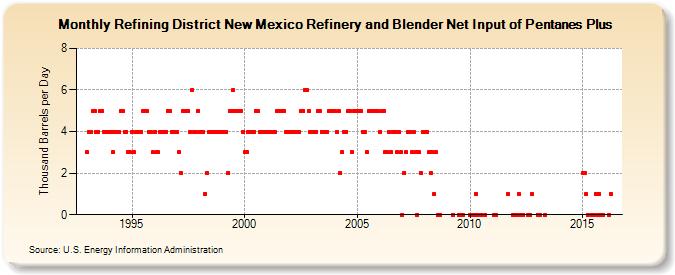 Monthly Refining District New Mexico Refinery and Blender Net Input of Pentanes Plus
Thousand Barrels per Day
8
6
4
2
0
1995 2000 2005 2010 2015
Source: U.S. Energy Information Administration